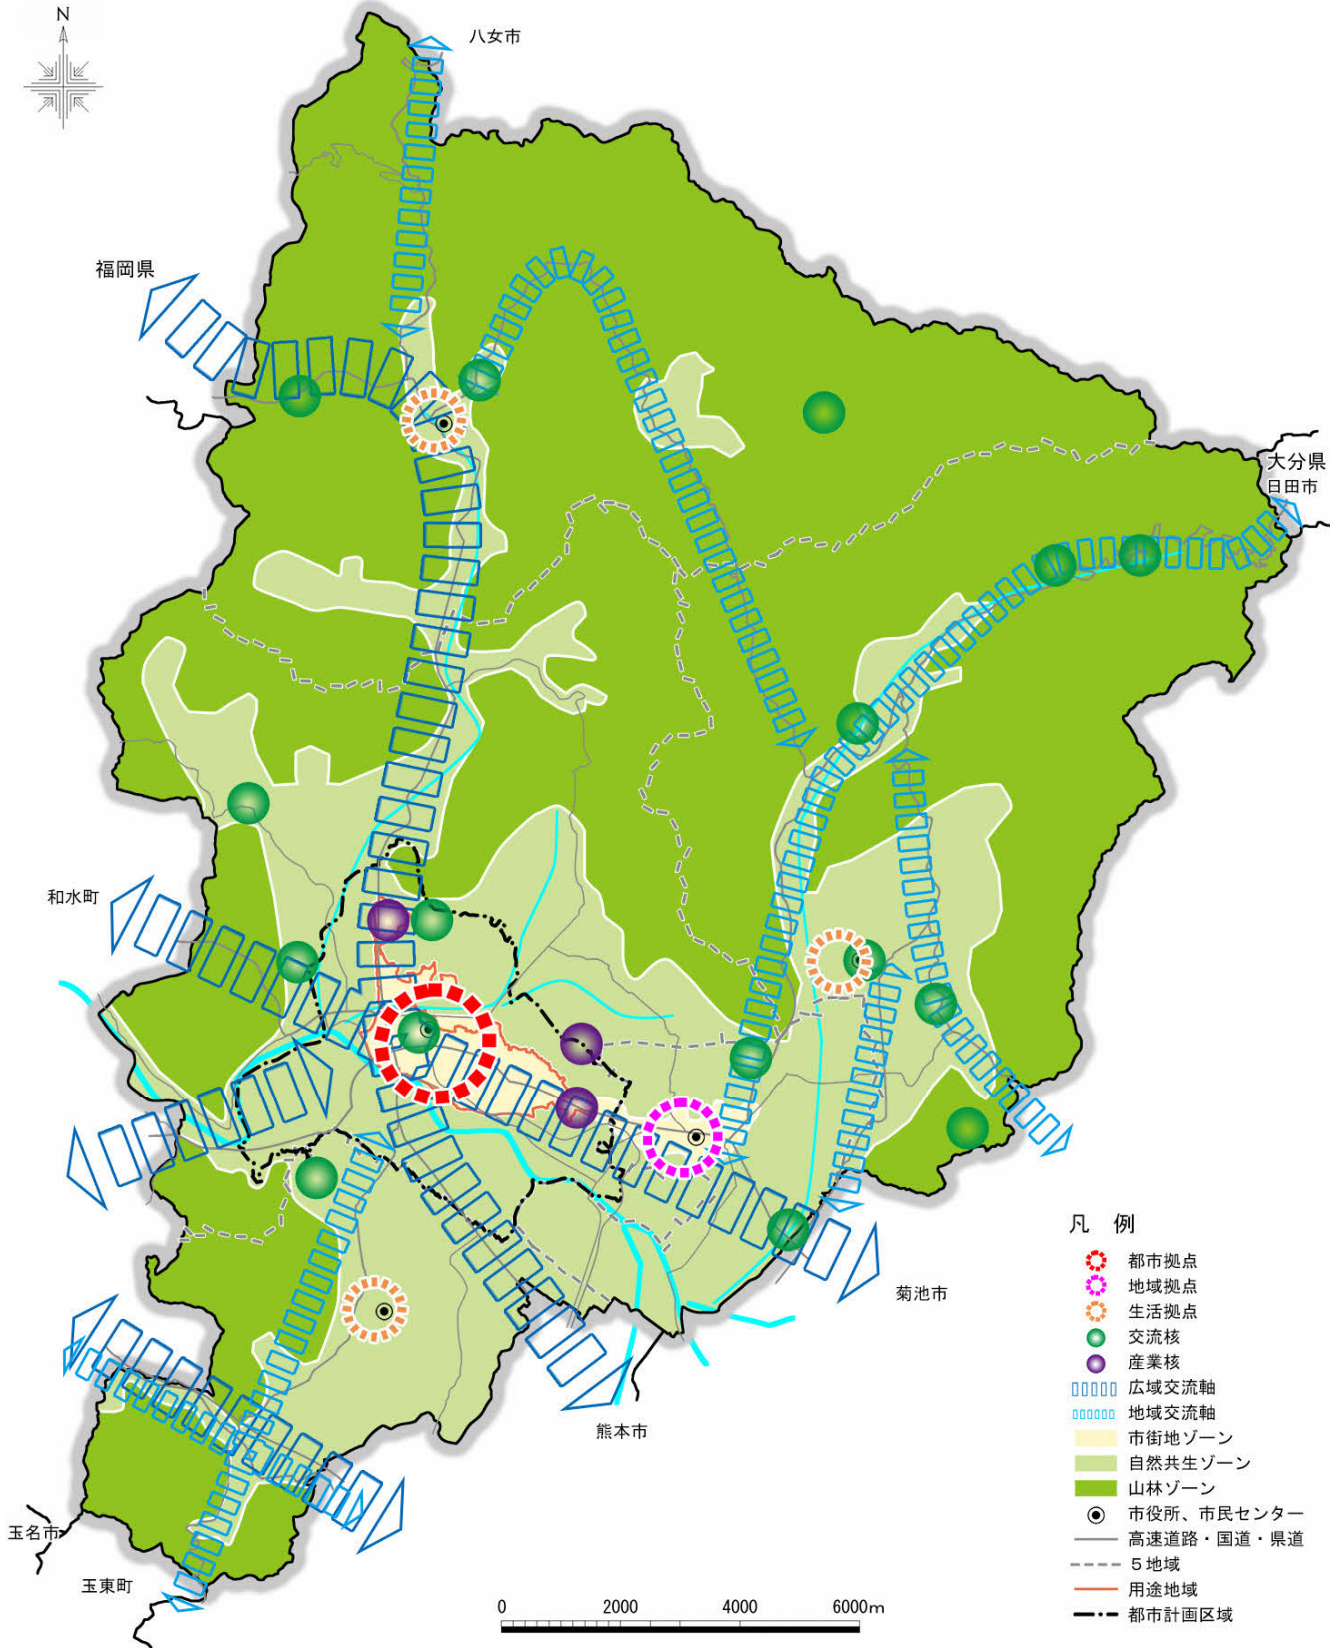 N
八女市
福岡県
大分県
日田市
和水町
菊池市
熊本市
玉名市
玉東町
凡 例
都市拠点
地域拠点
生活拠点
交流核
産業核
広域交流軸
地域交流軸
市街地ゾーン
自然共生ゾーン
山林ゾーン
市役所、市民センター
高速道路・国道・県道
5地域
用途地域
都市計画区域
0 2000 4000 6000m